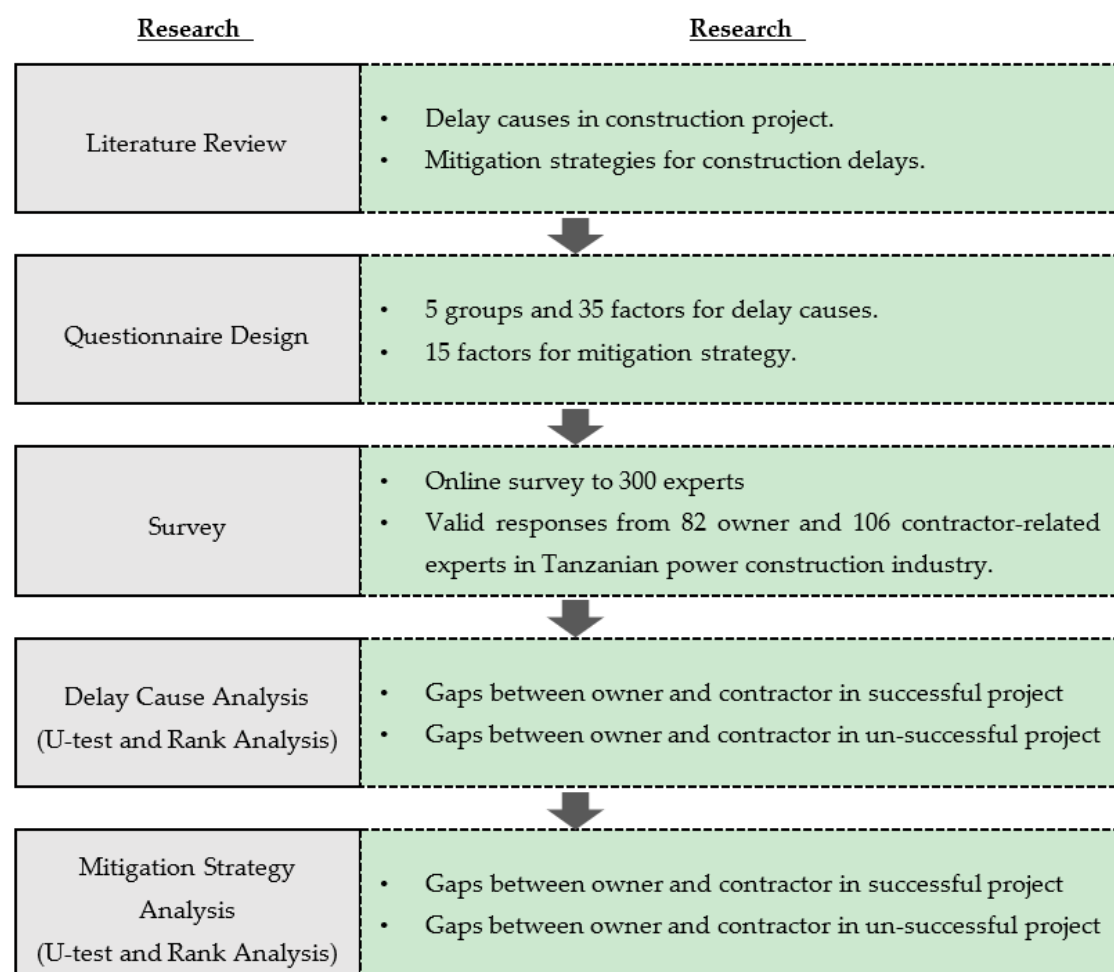 Research
Research
Literature Review
• Delay causes in construction project.
• Mitigation strategies for construction delays.
Questionnaire Design
• 5 groups and 35 factors for delay causes.
• 15 factors for mitigation strategy.
Survey
• Online survey to 300 experts
• Valid responses from 82 owner and 106 contractor-related
experts in Tanzanian power construction industry.
Delay Cause Analysis
(U-test and Rank Analysis)
• Gaps between owner and contractor in successful project
• Gaps between owner and contractor in un-successful project
Mitigation Strategy
Analysis
(U-test and Rank Analysis)
• Gaps between owner and contractor in successful project
• Gaps between owner and contractor in un-successful project